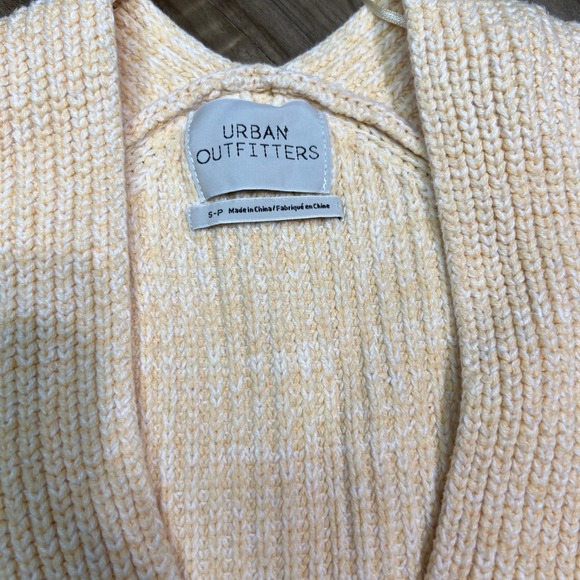 URBAN
OUTFITTERS
S-P Made in China / Fabriqué en Chine